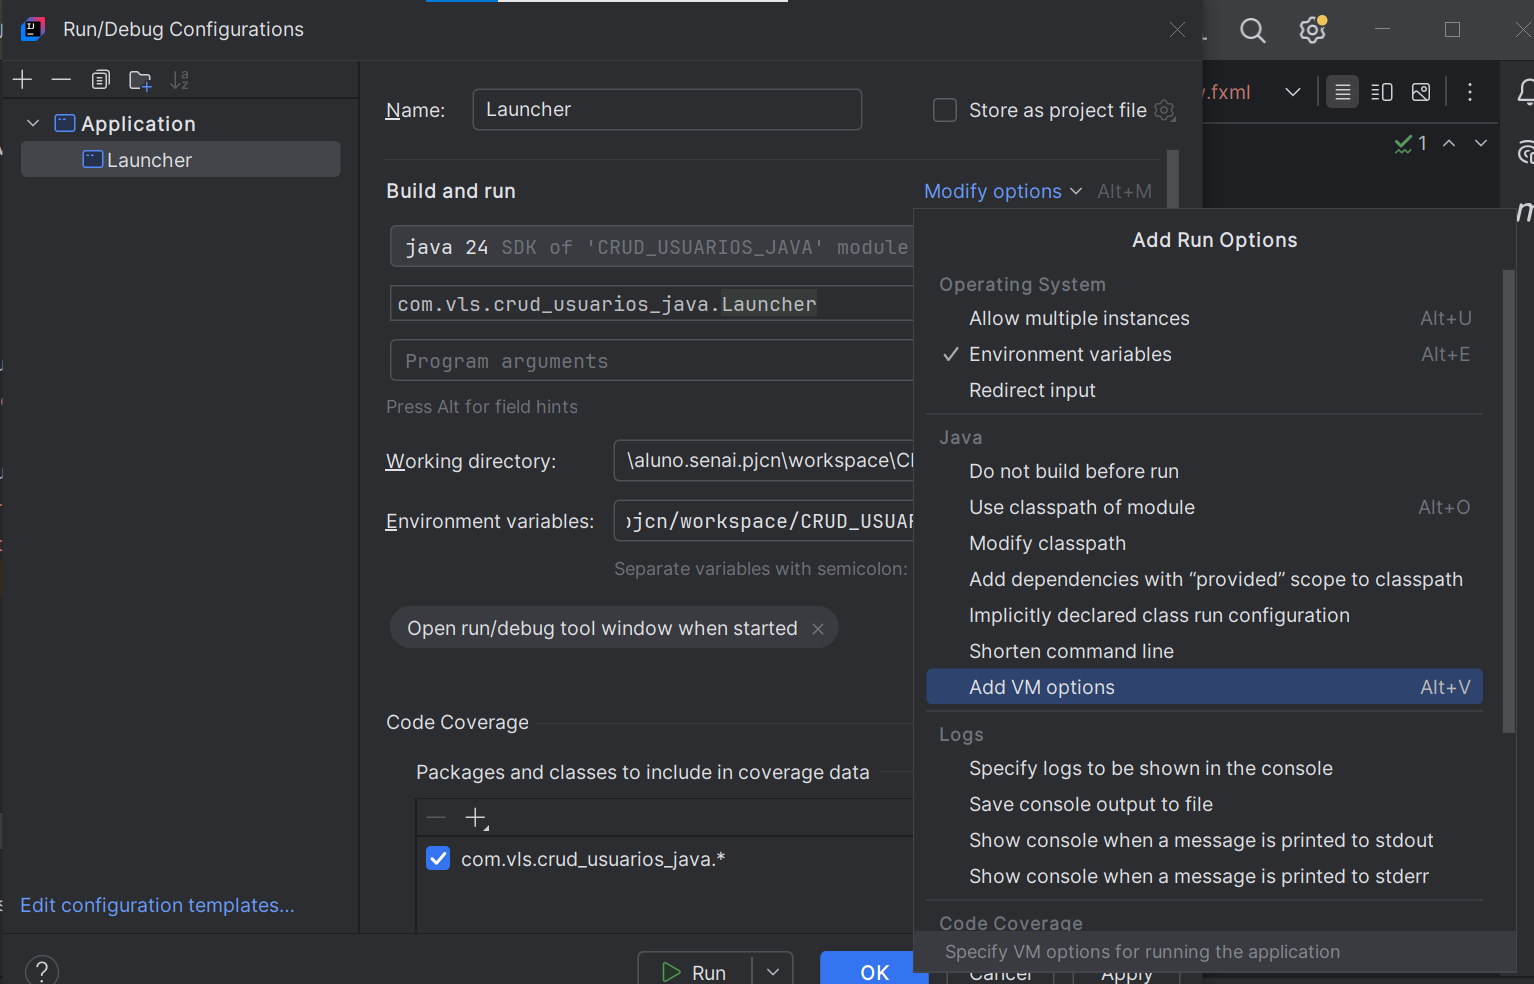 Run/Debug Configurations
Application
Launcher
Edit configuration templates...
?
Name:
Launcher
Store as project file
Build and run
Modify options
Alt+M
java 24 SDK of 'CRUD_USUARIOS_JAVA' module
com.vls.crud_usuarios_java.Launcher
Program arguments
Press Alt for field hints
Working directory:
\aluno.senai.pjcn\workspace\C
Environment variables:
pjcn/workspace/CRUD_USUAR
Separate variables with semicolon:
Open run/debug tool window when started
Code Coverage
Packages and classes to include in coverage data
com.vls.crud_usuarios_java.*
Run
OK
Cancel
Apply
.fxml
1
Add Run Options
Operating System
Allow multiple instances Alt+U
Environment variables Alt+E
Redirect input
Java
Do not build before run
Use classpath of module Alt+O
Modify classpath
Add dependencies with “provided” scope to classpath
Implicitly declared class run configuration
Shorten command line
Add VM options Alt+V
Logs
Specify logs to be shown in the console
Save console output to file
Show console when a message is printed to stdout
Show console when a message is printed to stderr
Code Coverage
Specify VM options for running the application